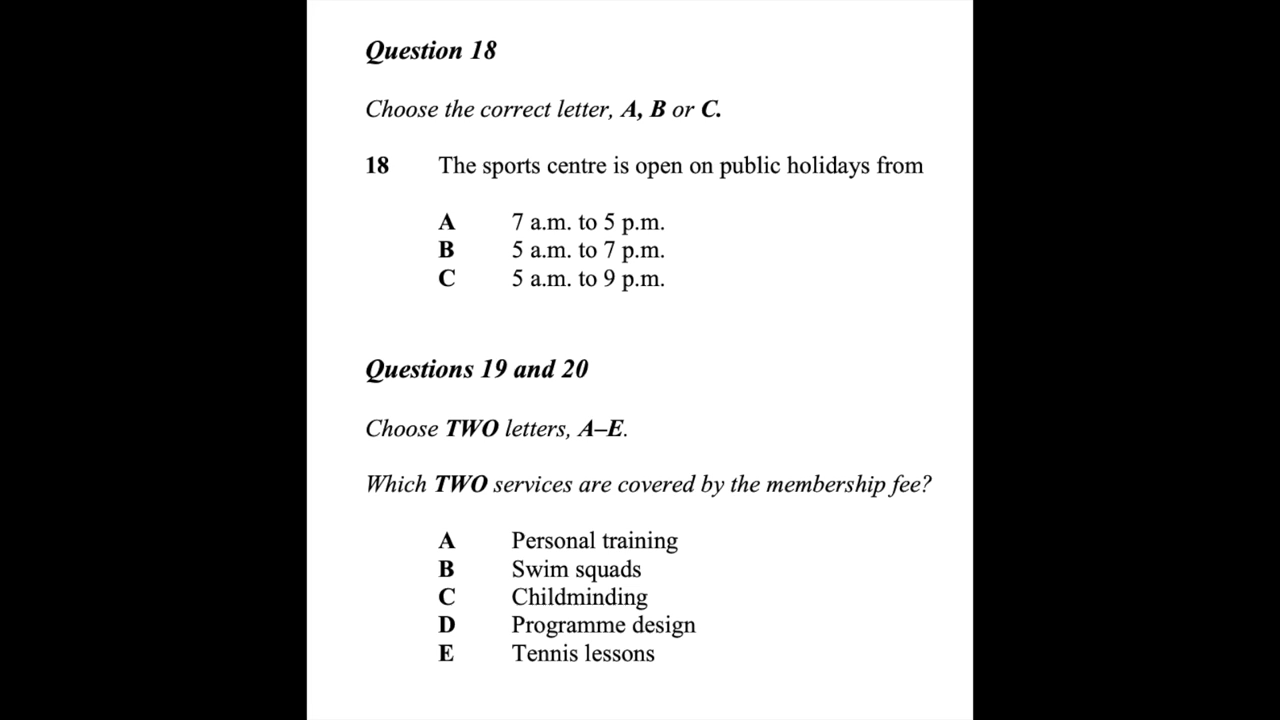 Question 18
Choose the correct letter, A, B or C.
18 The sports centre is open on public holidays from
A 7 a.m. to 5 p.m.
B 5 a.m. to 7 p.m.
C 5 a.m. to 9 p.m.
Questions 19 and 20
Choose TWO letters, A–E.
Which TWO services are covered by the membership fee?
A Personal training
B Swim squads
C Childminding
D Programme design
E Tennis lessons